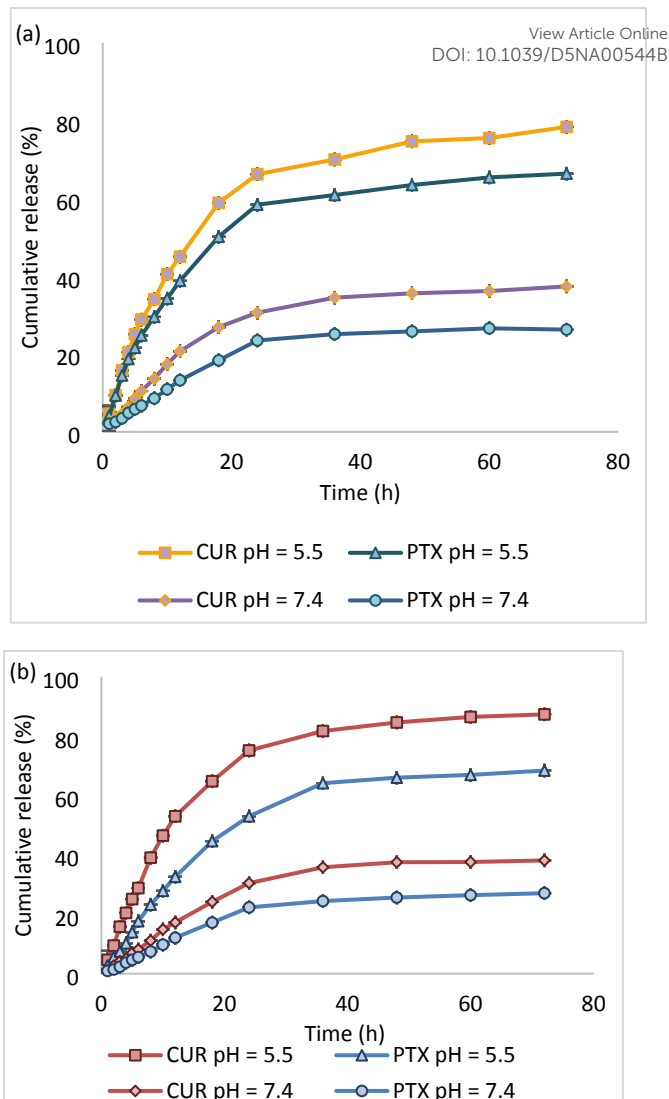 (a)
View Article Online
DOI: 10.1039/D5NA00544B
Cumulative release (%)
100
80
60
40
20
0
0 20 40 60 80
Time (h)
CUR pH = 5.5 PTX pH = 5.5
CUR pH = 7.4 PTX pH = 7.4
(b)
Cumulative release (%)
100
80
60
40
20
0
0 20 40 60 80
Time (h)
CUR pH = 5.5 PTX pH = 5.5
CUR pH = 7.4 PTX pH = 7.4